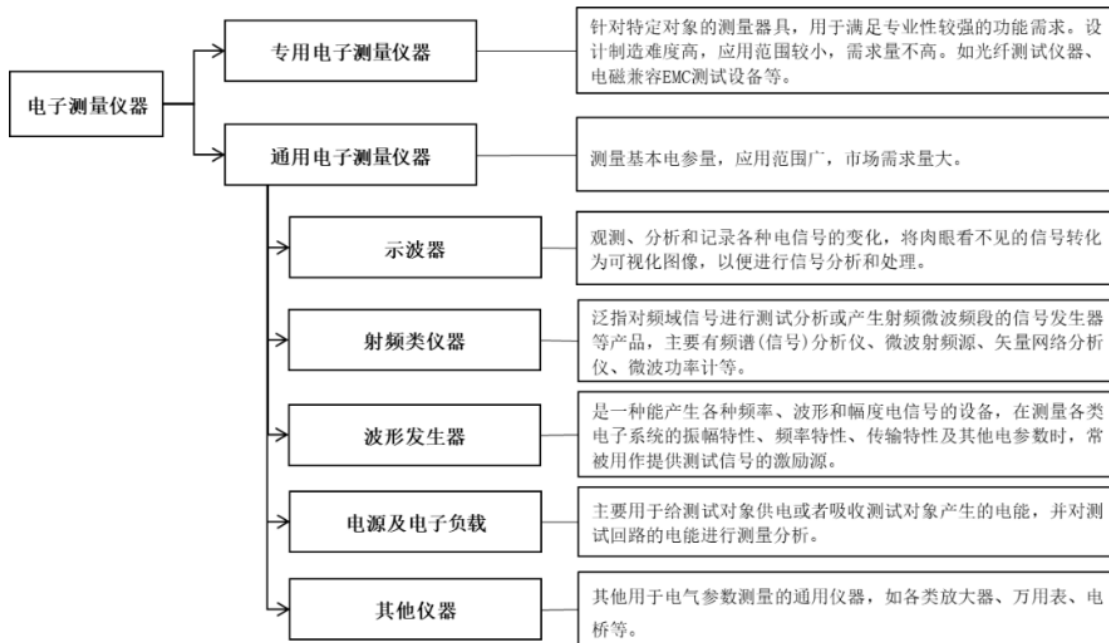 电子测量仪器
专用电子测量仪器
针对特定对象的测量器具，用于满足专业性较强的功能需求。设
计制造难度高，应用范围较小，需求量不高。如光纤测试仪器、
电磁兼容EMC测试设备等。
通用电子测量仪器
测量基本电参量，应用范围广，市场需求量大。
示波器
观测、分析和记录各种电信号的变化，将肉眼看不见的信号转化
为可视化图像，以便进行信号分析和处理。
射频类仪器
泛指对频域信号进行测试分析或产生射频微波频段的信号发生器
等产品，主要有频谱(信号)分析仪、微波射频源、矢量网络分析
仪、微波功率计等。
波形发生器
是一种能产生各种频率、波形和幅度电信号的设备，在测量各类
电子系统的振幅特性、频率特性、传输特性及其他电参数时，常
被用作提供测试信号的激励源。
电源及电子负载
主要用于给测试对象供电或者吸收测试对象产生的电能，并对测
试回路的电能进行测量分析。
其他仪器
其他用于电气参数测量的通用仪器，如各类放大器、万用表、电
桥等。